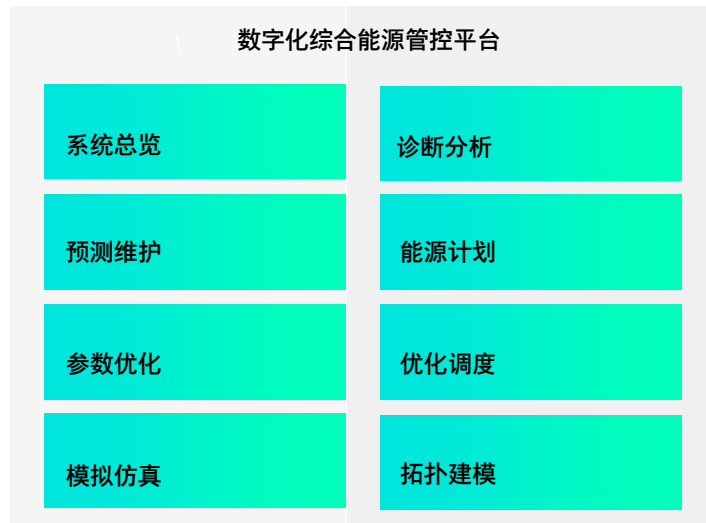 数字化综合能源管控平台
系统总览
诊断分析
预测维护
能源计划
参数优化
优化调度
模拟仿真
拓扑建模